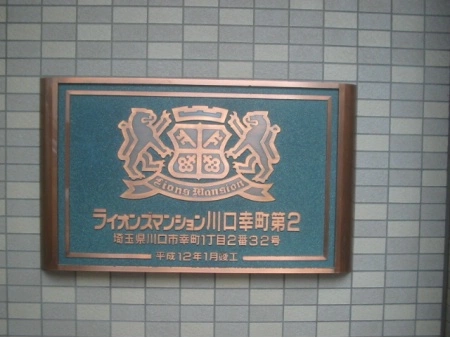 Lions Mansion
ライオンズマンション川口幸町第2
埼玉県川口市幸町1丁目2番32号
平成12年1月竣工